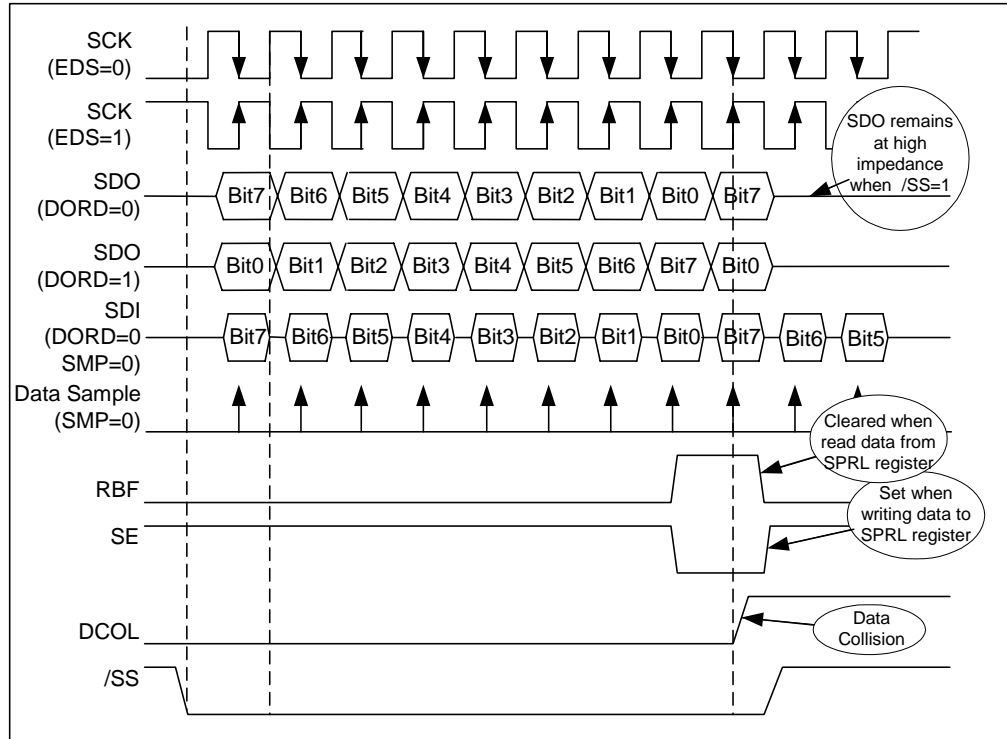 SCK
(EDS=0)
SCK
(EDS=1)
SDO remains
at high
impedance
when /SS=1
SDO
(DORD=0)
Bit7 Bit6 Bit5 Bit4 Bit3 Bit2 Bit1 Bit0 Bit7
SDO
(DORD=1)
Bit0 Bit1 Bit2 Bit3 Bit4 Bit5 Bit6 Bit7 Bit0
SDI
(DORD=0
SMP=0)
Bit7 Bit6 Bit5 Bit4 Bit3 Bit2 Bit1 Bit0 Bit7 Bit6 Bit5
Data Sample
(SMP=0)
Cleared when
read data from
SPRL register
RBF
Set when
writing data to
SPRL register
SE
DCOL
Data
Collision
/SS